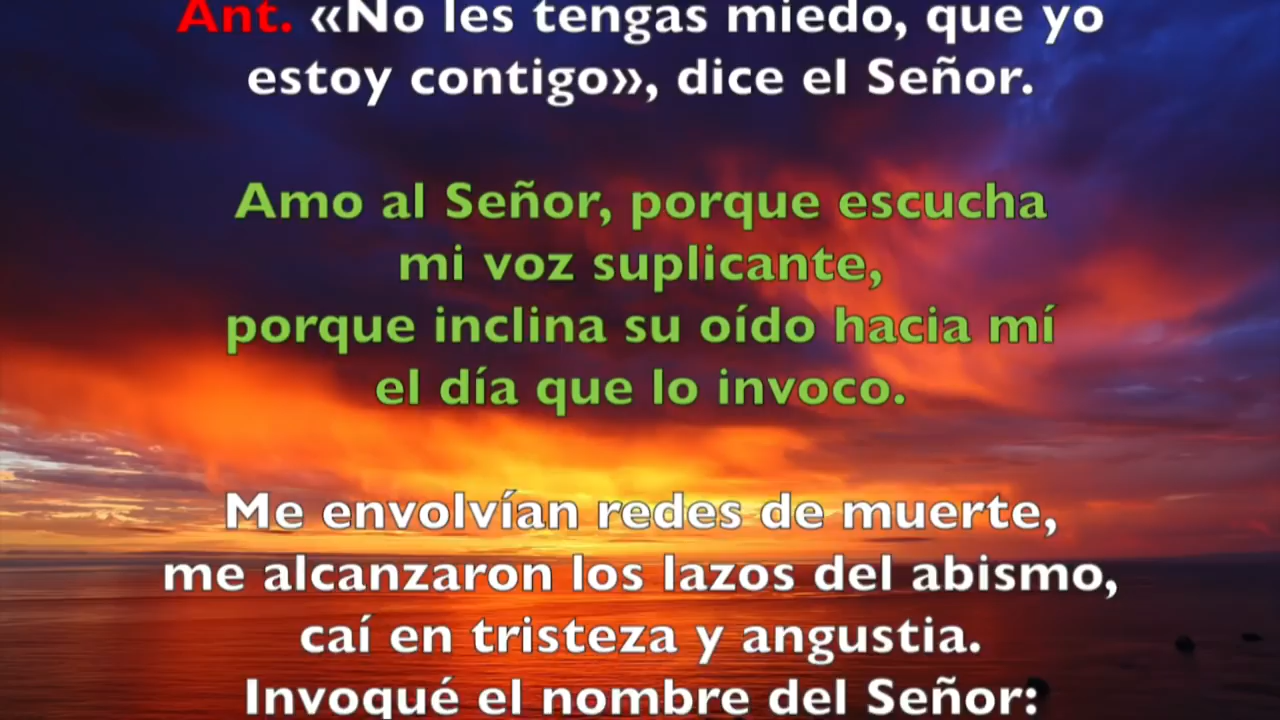 Ant. «No les tengas miedo, que yo
estoy contigo», dice el Señor.
Amo al Señor, porque escucha
mi voz suplicante,
porque inclina su oído hacia mí
el día que lo invoco.
Me envolvían redes de muerte,
me alcanzaron los lazos del abismo,
caí en tristeza y angustia.
Invoqué el nombre del Señor: